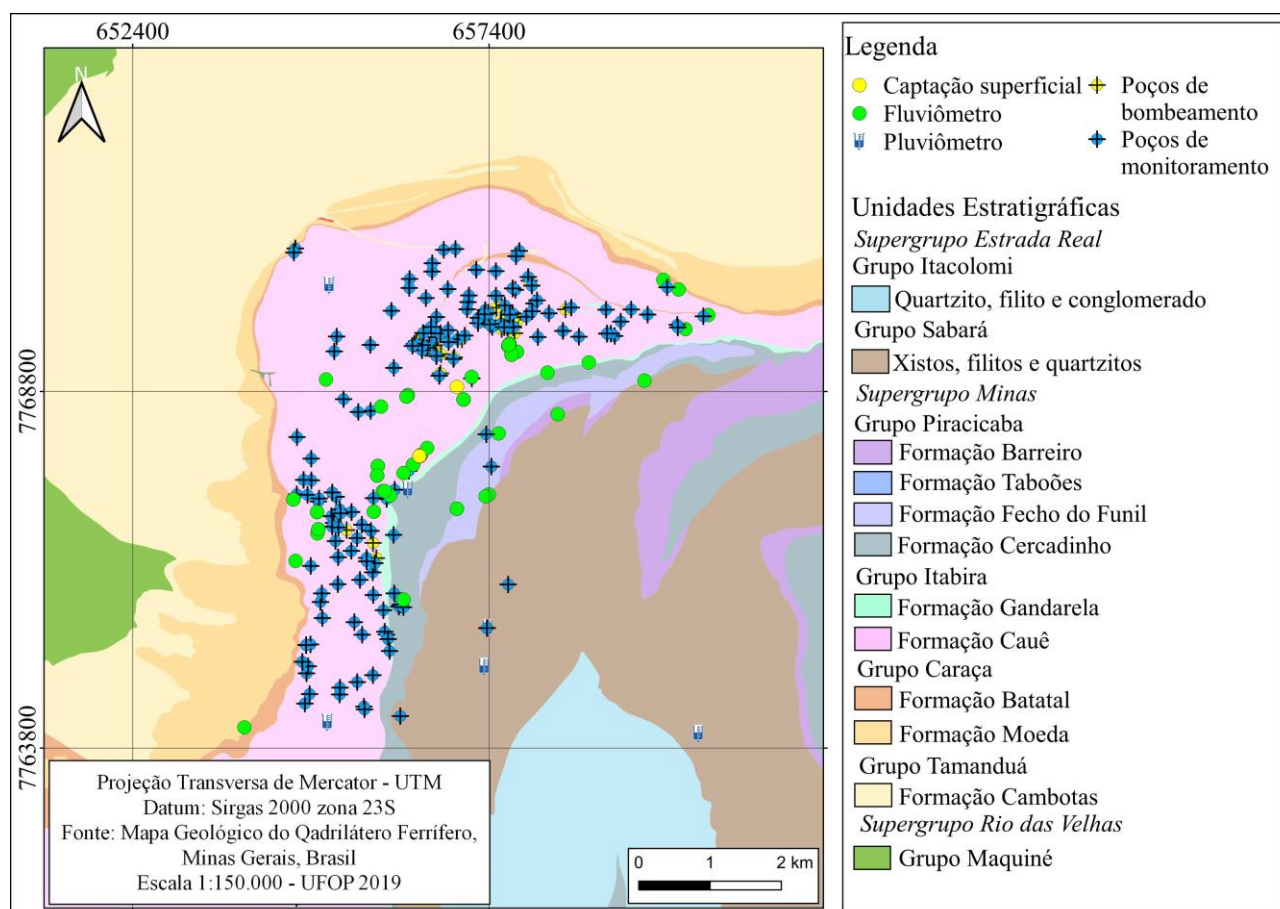 652400
657400
N
7768800
7763800
Projeção Transversa de Mercator - UTM
Datum: Sirgas 2000 zona 23S
Fonte: Mapa Geológico do Qadrilátero Ferrífero,
Minas Gerais, Brasil
Escala 1:150.000 - UFOP 2019
0 1 2 km
Legenda
Captação superficial
Fluviômetro
Pluviômetro
Poços de
bombeamento
Poços de
monitoramento
Unidades Estratigráficas
Supergrupo Estrada Real
Grupo Itacolomi
Quartzito, filito e conglomerado
Grupo Sabará
Xistos, filitos e quartzitos
Supergrupo Minas
Grupo Piracicaba
Formação Barreiro
Formação Taboões
Formação Fecho do Funil
Formação Cercadinho
Grupo Itabira
Formação Gandarela
Formação Cauê
Grupo Caraça
Formação Batatal
Formação Moeda
Grupo Tamanduá
Formação Cambotas
Supergrupo Rio das Velhas
Grupo Maquiné